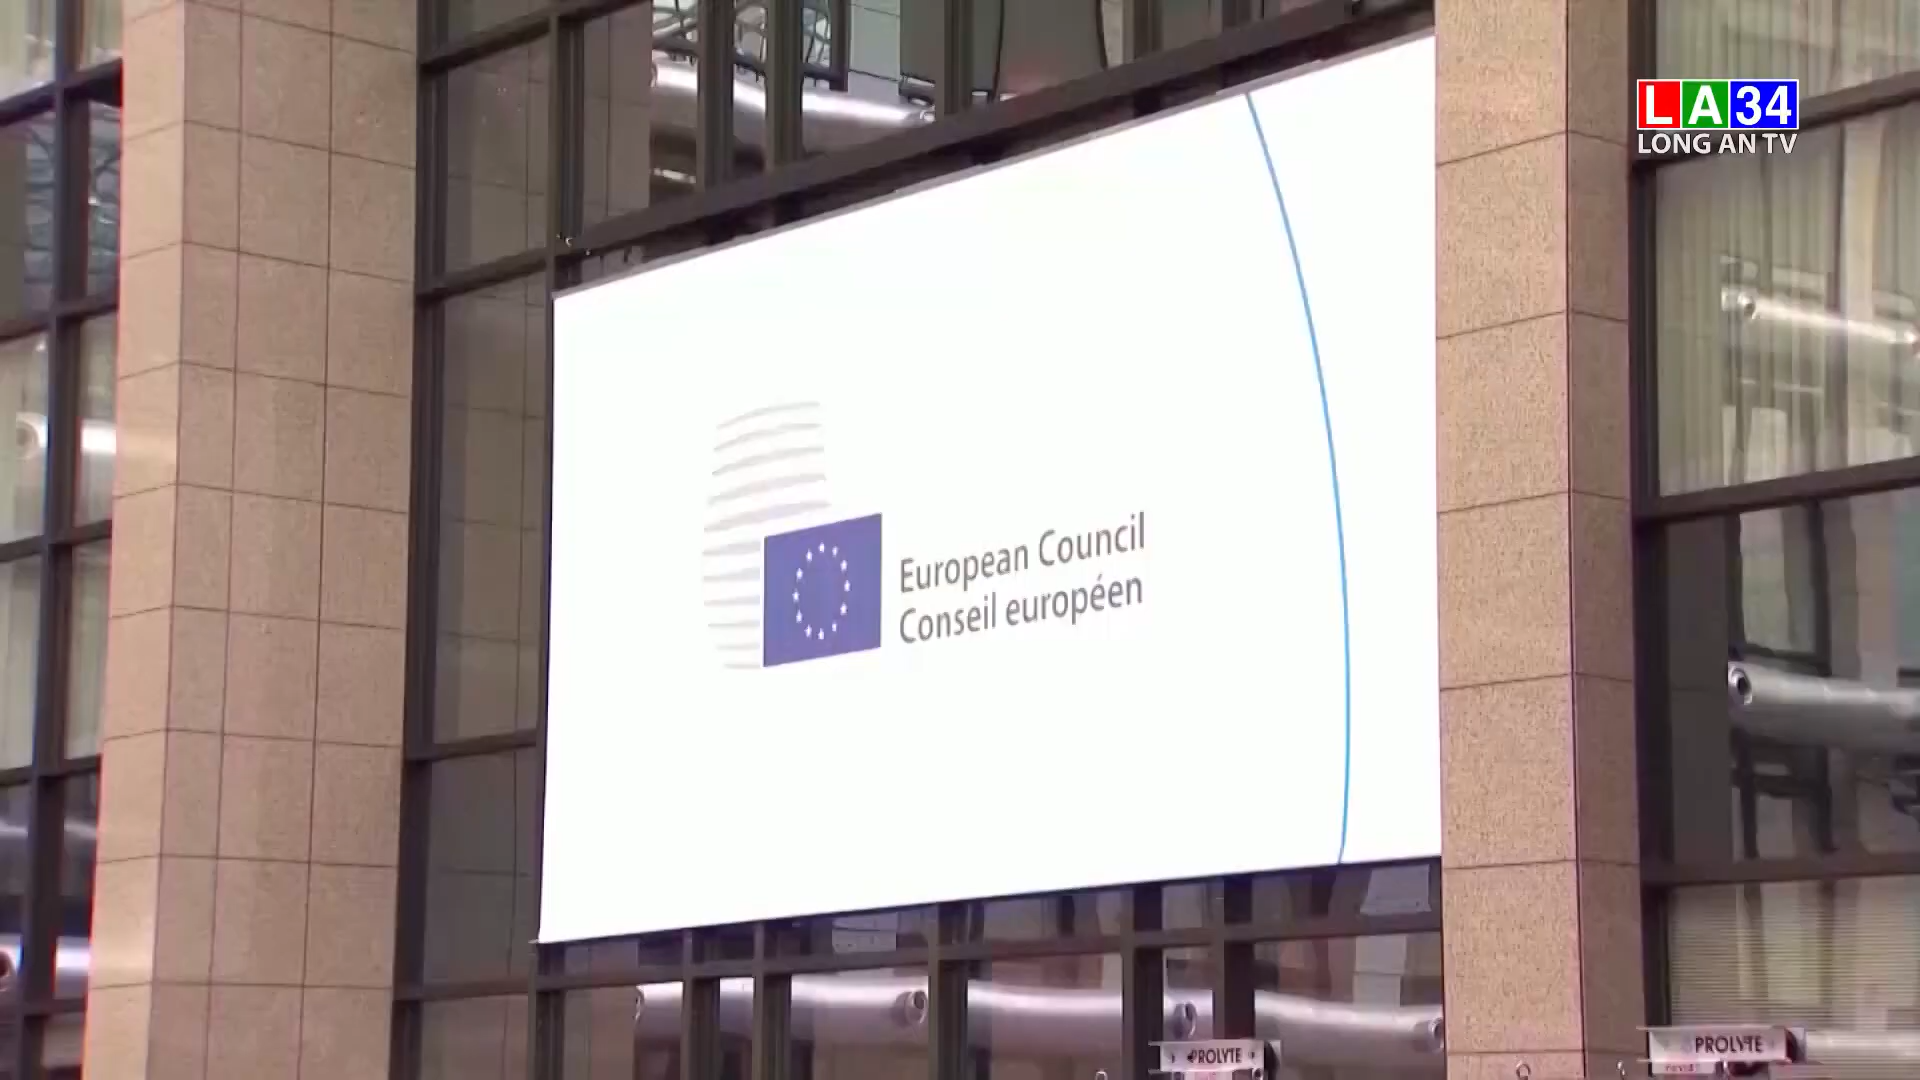 LA34
LONG AN TV
European Council
Conseil européen
PROLYTE
PROLYTE